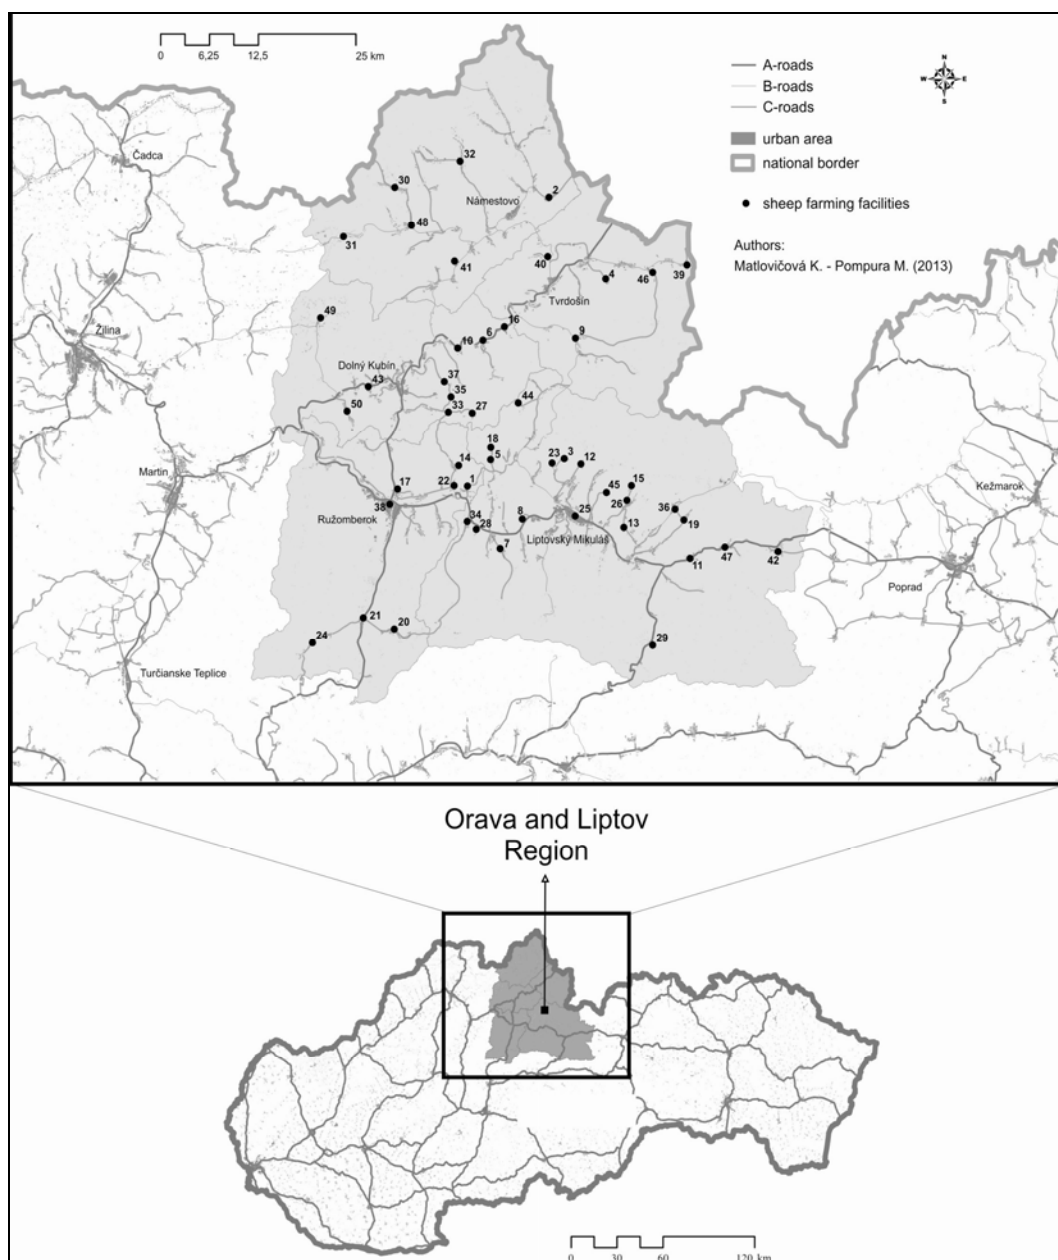 0 6,25 12,5 25 km
A-roads
B-roads
C-roads
N
W E
S
urban area
national border
sheep farming facilities
Authors:
Matlovičová K. - Pompura M. (2013)
Čadca
32
30
2
Námestovo
48
31
41
40
4
46
39
Tvrdošín
49
Žilina
16
6
9
10
Dolný Kubín
37
43
35
44
50
33
27
18
5
23
3
12
14
Martin
22
1
17
45
15
26
Kežmarok
38
Ružomberok
34
28
8
25
36
19
13
Liptovský Mikuláš
7
11
47
42
Poprad
21
20
24
29
Turčianske Teplice
Orava and Liptov
Region
0 30 60 120 km